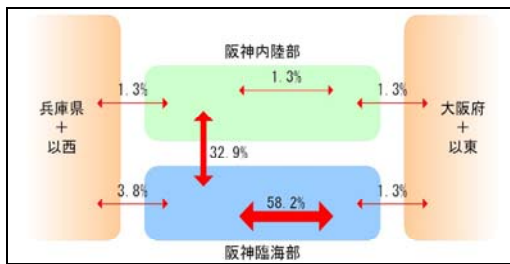 阪神内陸部
1.3%
1.3%
1.3%
兵庫県
+
以西
大阪府
+
以東
32.9%
3.8%
58.2%
1.3%
阪神臨海部